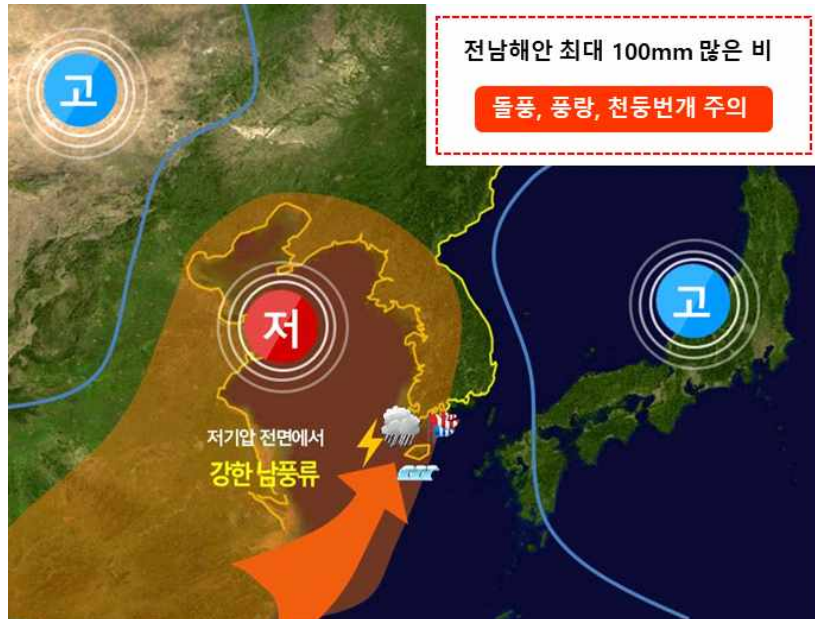 고
전남해안 최대 100mm 많은 비
돌풍, 풍랑, 천둥번개 주의
저
고
저기압 전면에서
강한 남풍류